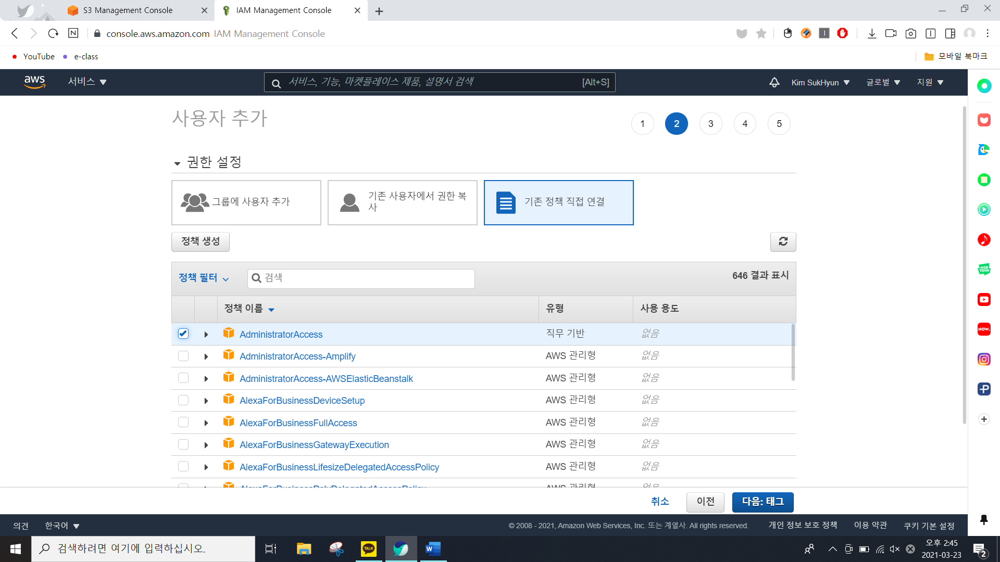 S3 Management Console
IAM Management Console
console.aws.amazon.com IAM Management Console
YouTube
e-class
모바일 북마크
aws
서비스
서비스, 기능, 마켓플레이스 제품, 설명서 검색
[Alt+S]
Kim SukHyun
글로벌
지원
사용자 추가
1
2
3
4
5
권한 설정
그룹에 사용자 추가
기존 사용자에서 권한 복
사
기존 정책 직접 연결
정책 생성
정책 필터
검색
646 결과 표시
정책 이름
유형
사용 용도
AdministratorAccess
직무 기반
없음
AdministratorAccess-Amplify
AWS 관리형
없음
AdministratorAccess-AWSElasticBeanstalk
AWS 관리형
없음
AlexaForBusinessDeviceSetup
AWS 관리형
없음
AlexaForBusinessFullAccess
AWS 관리형
없음
AlexaForBusinessGatewayExecution
AWS 관리형
없음
AlexaForBusinessLifesizeDelegatedAccessPolicy
AWS 관리형
없음
AlexaForBusinessPolyDelegatedAccessPolicy
AWS 관리형
없음
취소
이전
다음: 태그
의견
한국어
© 2008 - 2021, Amazon Web Services, Inc. 또는 계열사. All rights reserved.
개인 정보 보호 정책
이용 약관
쿠키 기본 설정
WEB
TOON
NOW.
검색하려면 여기에 입력하십시오.
TALK
W
오후 2:45
2021-03-23
2